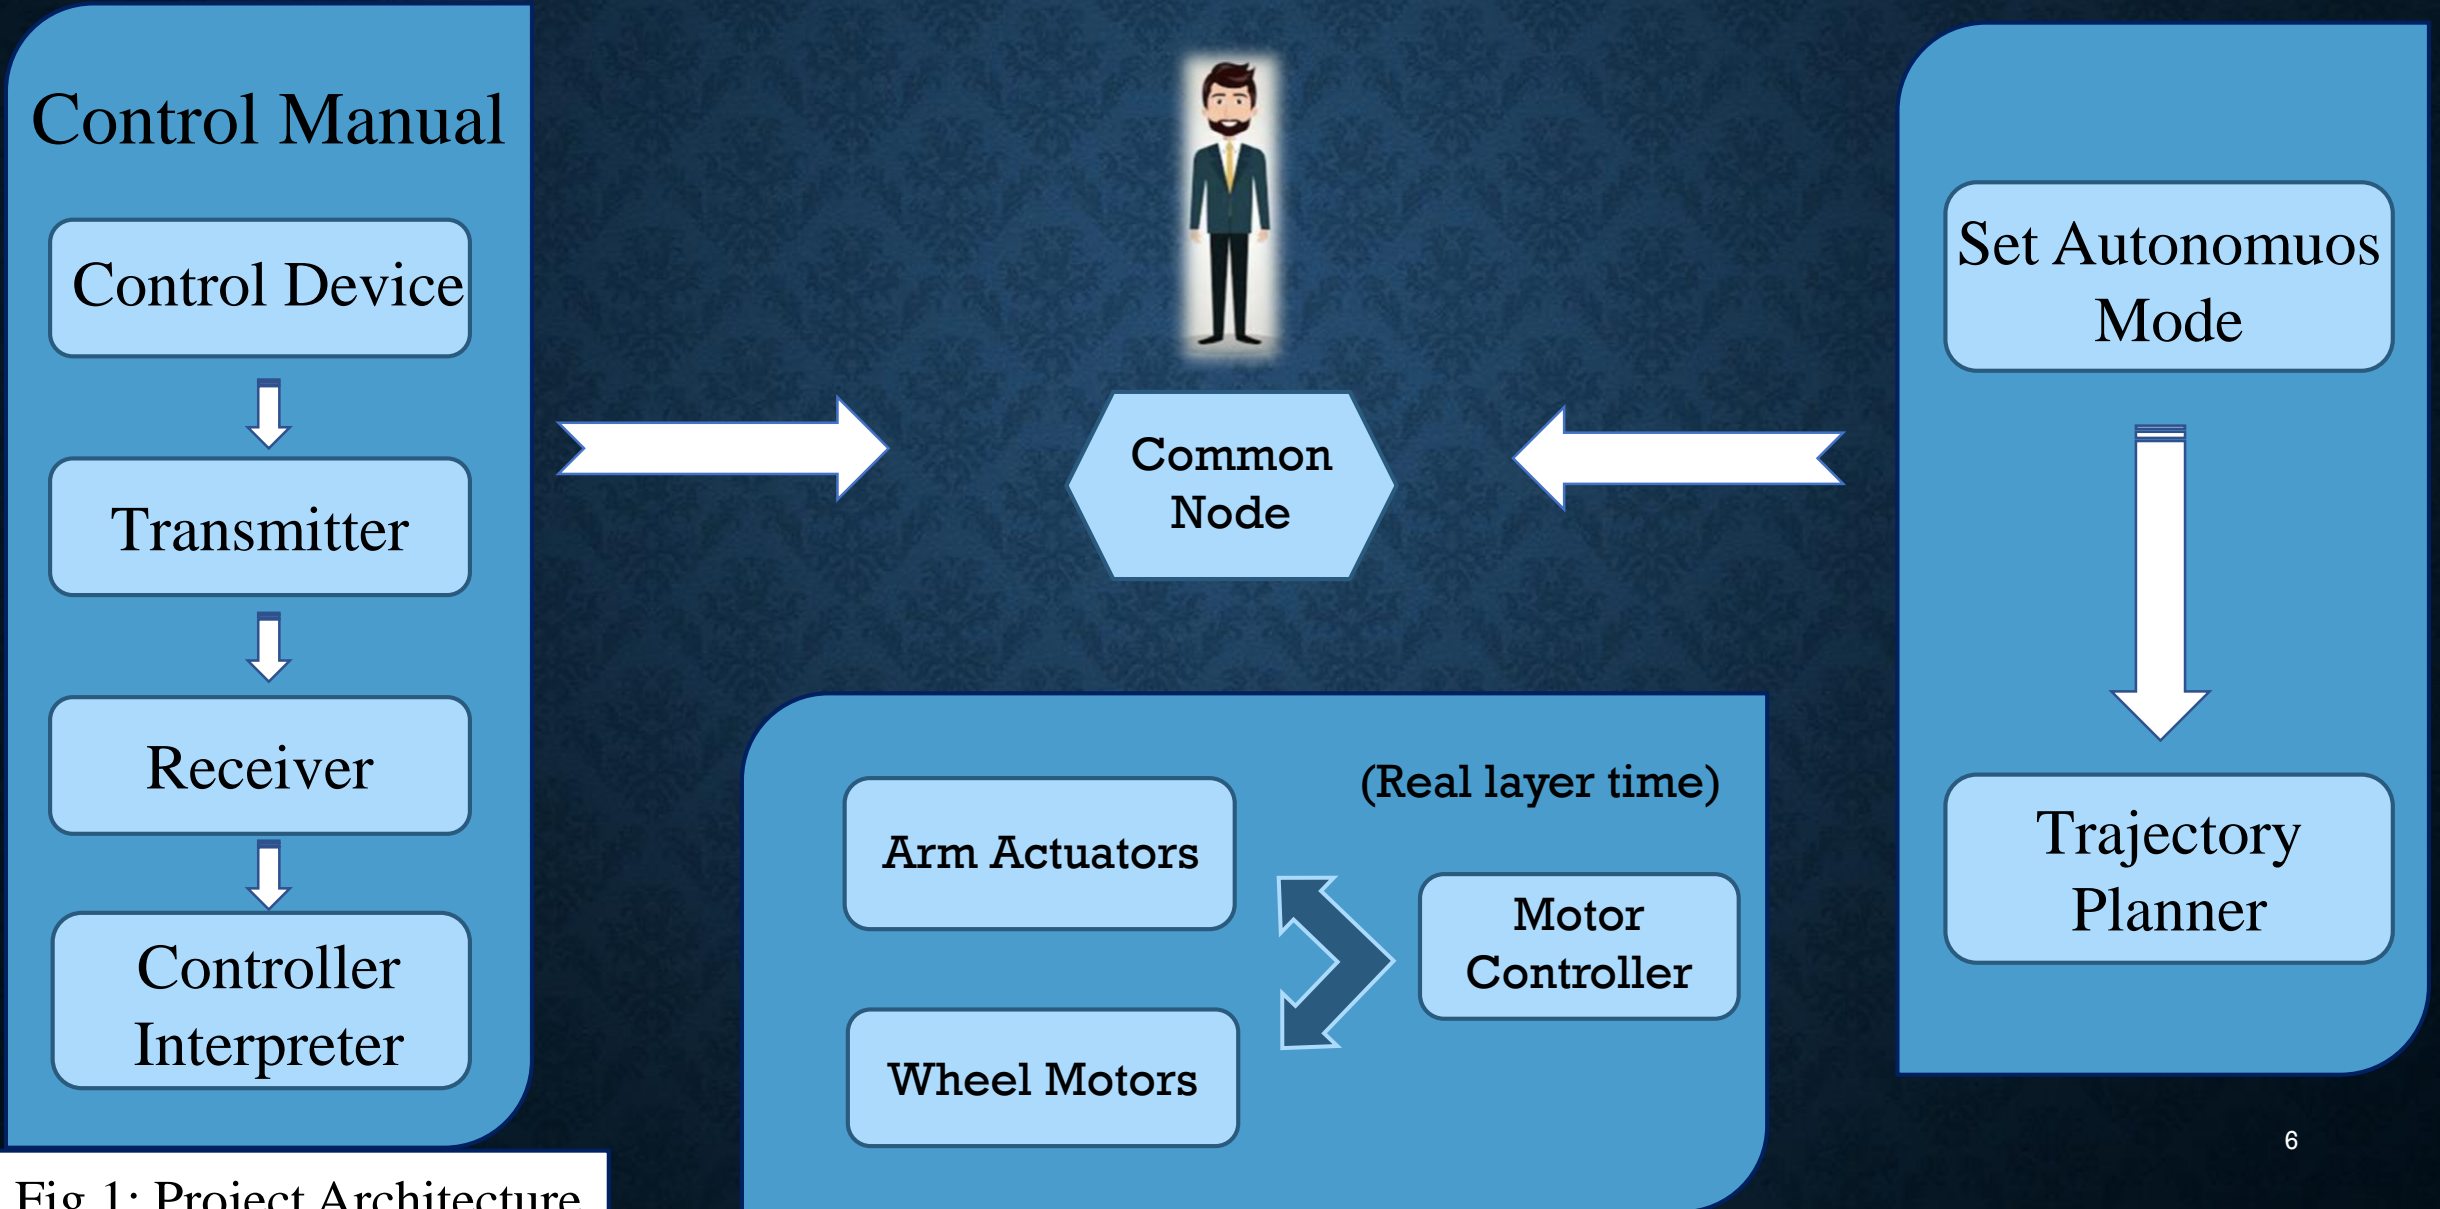 Control Manual
Control Device
Transmitter
Receiver
Controller
Interpreter
Fig 1: Project Architecture
Common
Node
(Real layer time)
Arm Actuators
Motor
Controller
Wheel Motors
Set Autonomuos
Mode
Trajectory
Planner
6